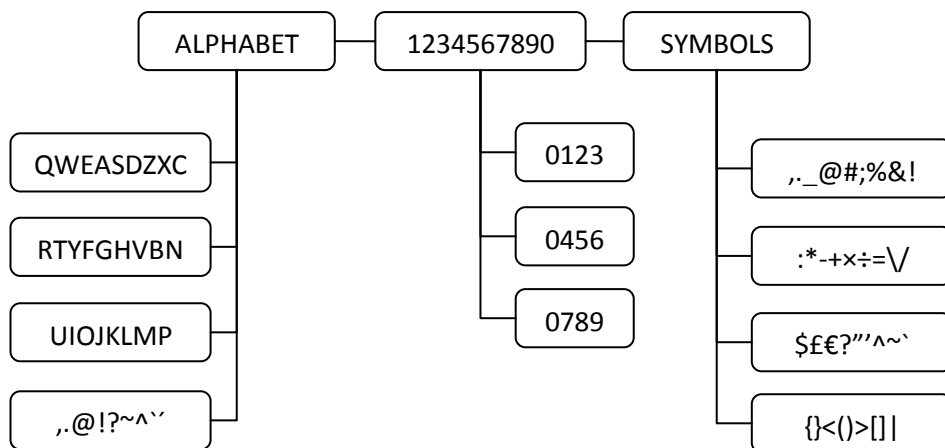 ALPHABET
1234567890
SYMBOLS
QWEASDZXC
RTYFGHVBN
UIOJKLMP
,.@!?~^`´
0123
0456
0789
,._@#;%&!
:*-+×÷=\/
$£€?”’^~`
{}<()>[]|